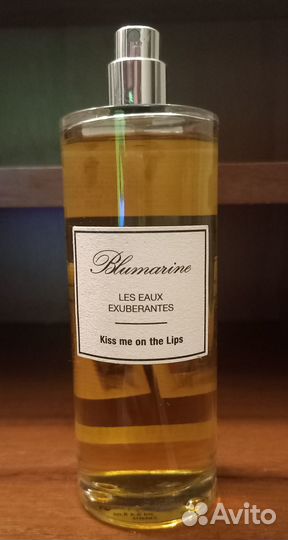 Blumarine
LES EAUX
EXUBERANTES
Kiss me on the Lips
Avito